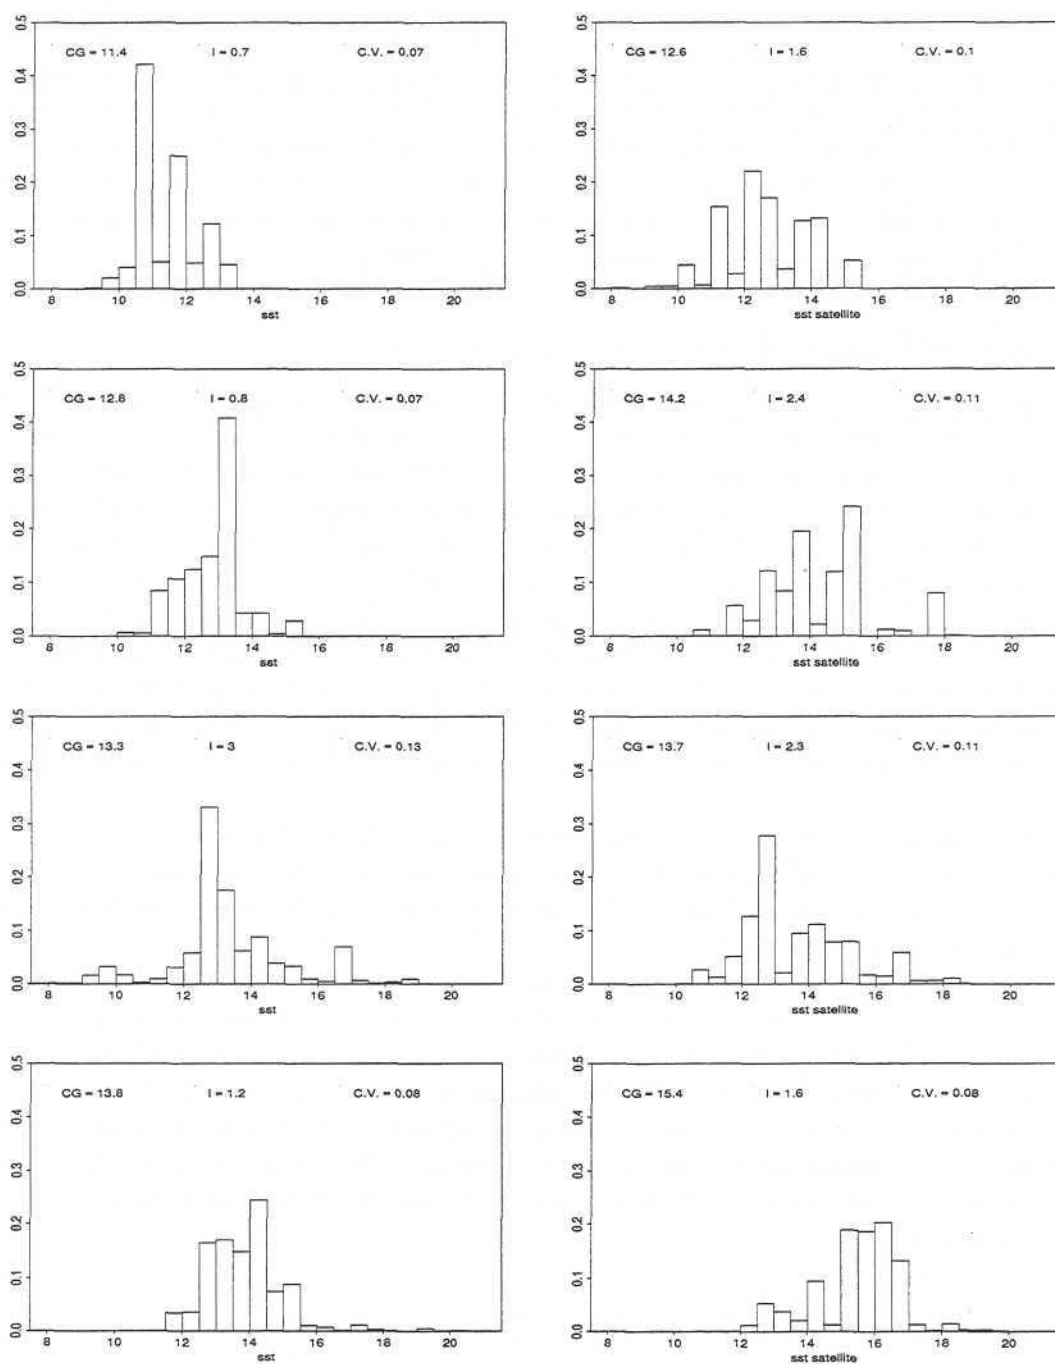 CG = 11.4 I = 0.7 C.V. = 0.07
0.0 0.1 0.2 0.3 0.4 0.5
8 10 12 14 16 18 20
sst
CG = 12.6 I = 1.6 C.V. = 0.1
0.0 0.1 0.2 0.3 0.4 0.5
8 10 12 14 16 18 20
sst satellite
CG = 12.8 I = 0.8 C.V. = 0.07
0.0 0.1 0.2 0.3 0.4 0.5
8 10 12 14 16 18 20
sst
CG = 14.2 I = 2.4 C.V. = 0.11
0.0 0.1 0.2 0.3 0.4 0.5
8 10 12 14 16 18 20
sst satellite
CG = 13.3 I = 3 C.V. = 0.13
0.0 0.1 0.2 0.3 0.4 0.5
8 10 12 14 16 18 20
sst
CG = 13.7 I = 2.3 C.V. = 0.11
0.0 0.1 0.2 0.3 0.4 0.5
8 10 12 14 16 18 20
sst satellite
CG = 13.8 I = 1.2 C.V. = 0.08
0.0 0.1 0.2 0.3 0.4 0.5
8 10 12 14 16 18 20
sst
CG = 15.4 I = 1.6 C.V. = 0.08
0.0 0.1 0.2 0.3 0.4 0.5
8 10 12 14 16 18 20
sst satellite